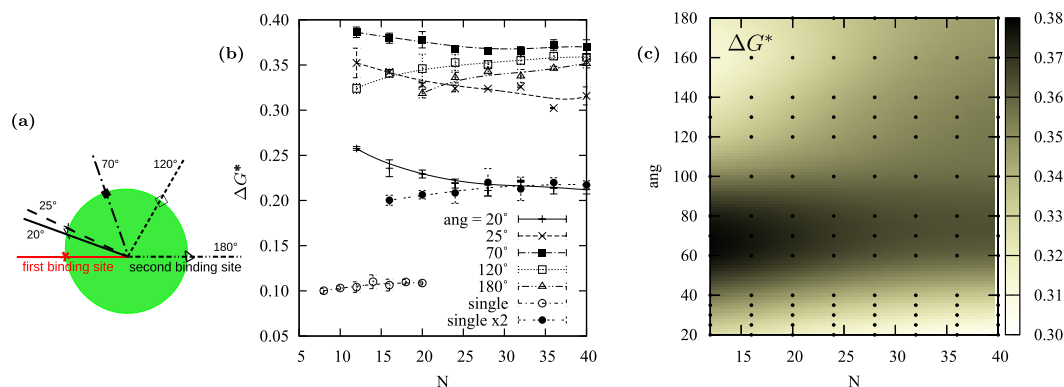 (a)
70°
120°
25°
20°
180°
first binding site
second binding site
(b)
ΔG*
0.40
0.35
0.30
0.25
0.20
0.15
0.10
0.05
ang = 20°
25°
70°
120°
180°
single
single x2
5 10 15 20 25 30 35 40
N
(c)
ΔG*
ang
180
160
140
120
100
80
60
40
20
15 20 25 30 35 40
N
0.38
0.37
0.36
0.35
0.34
0.33
0.32
0.31
0.30